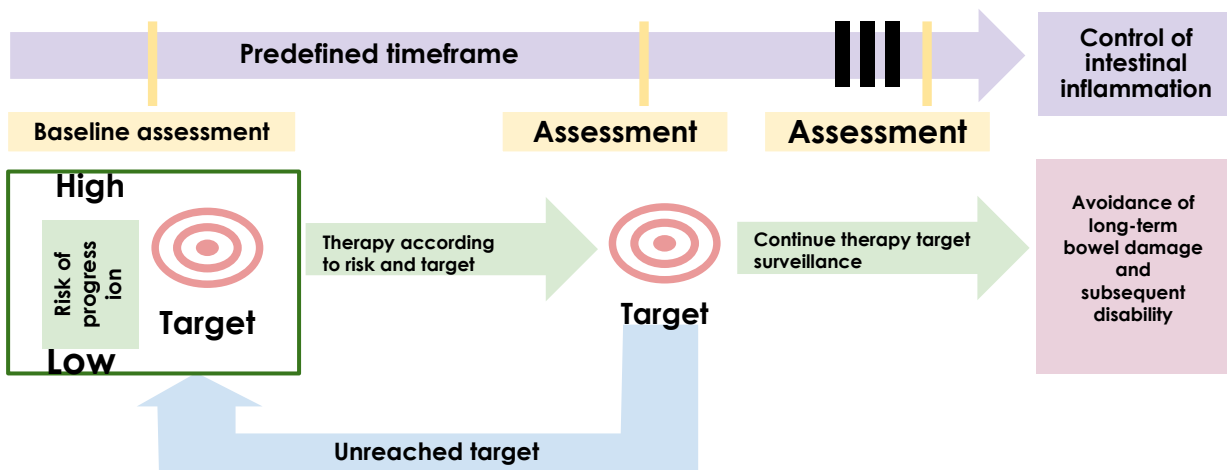 Predefined timeframe
Control of
intestinal
inflammation
Baseline assessment
Assessment
Assessment
High
Risk of
progress
ion
Low
Target
Therapy according
to risk and target
Target
Continue therapy target
surveillance
Avoidance of
long-term
bowel damage
and
subsequent
disability
Unreached target